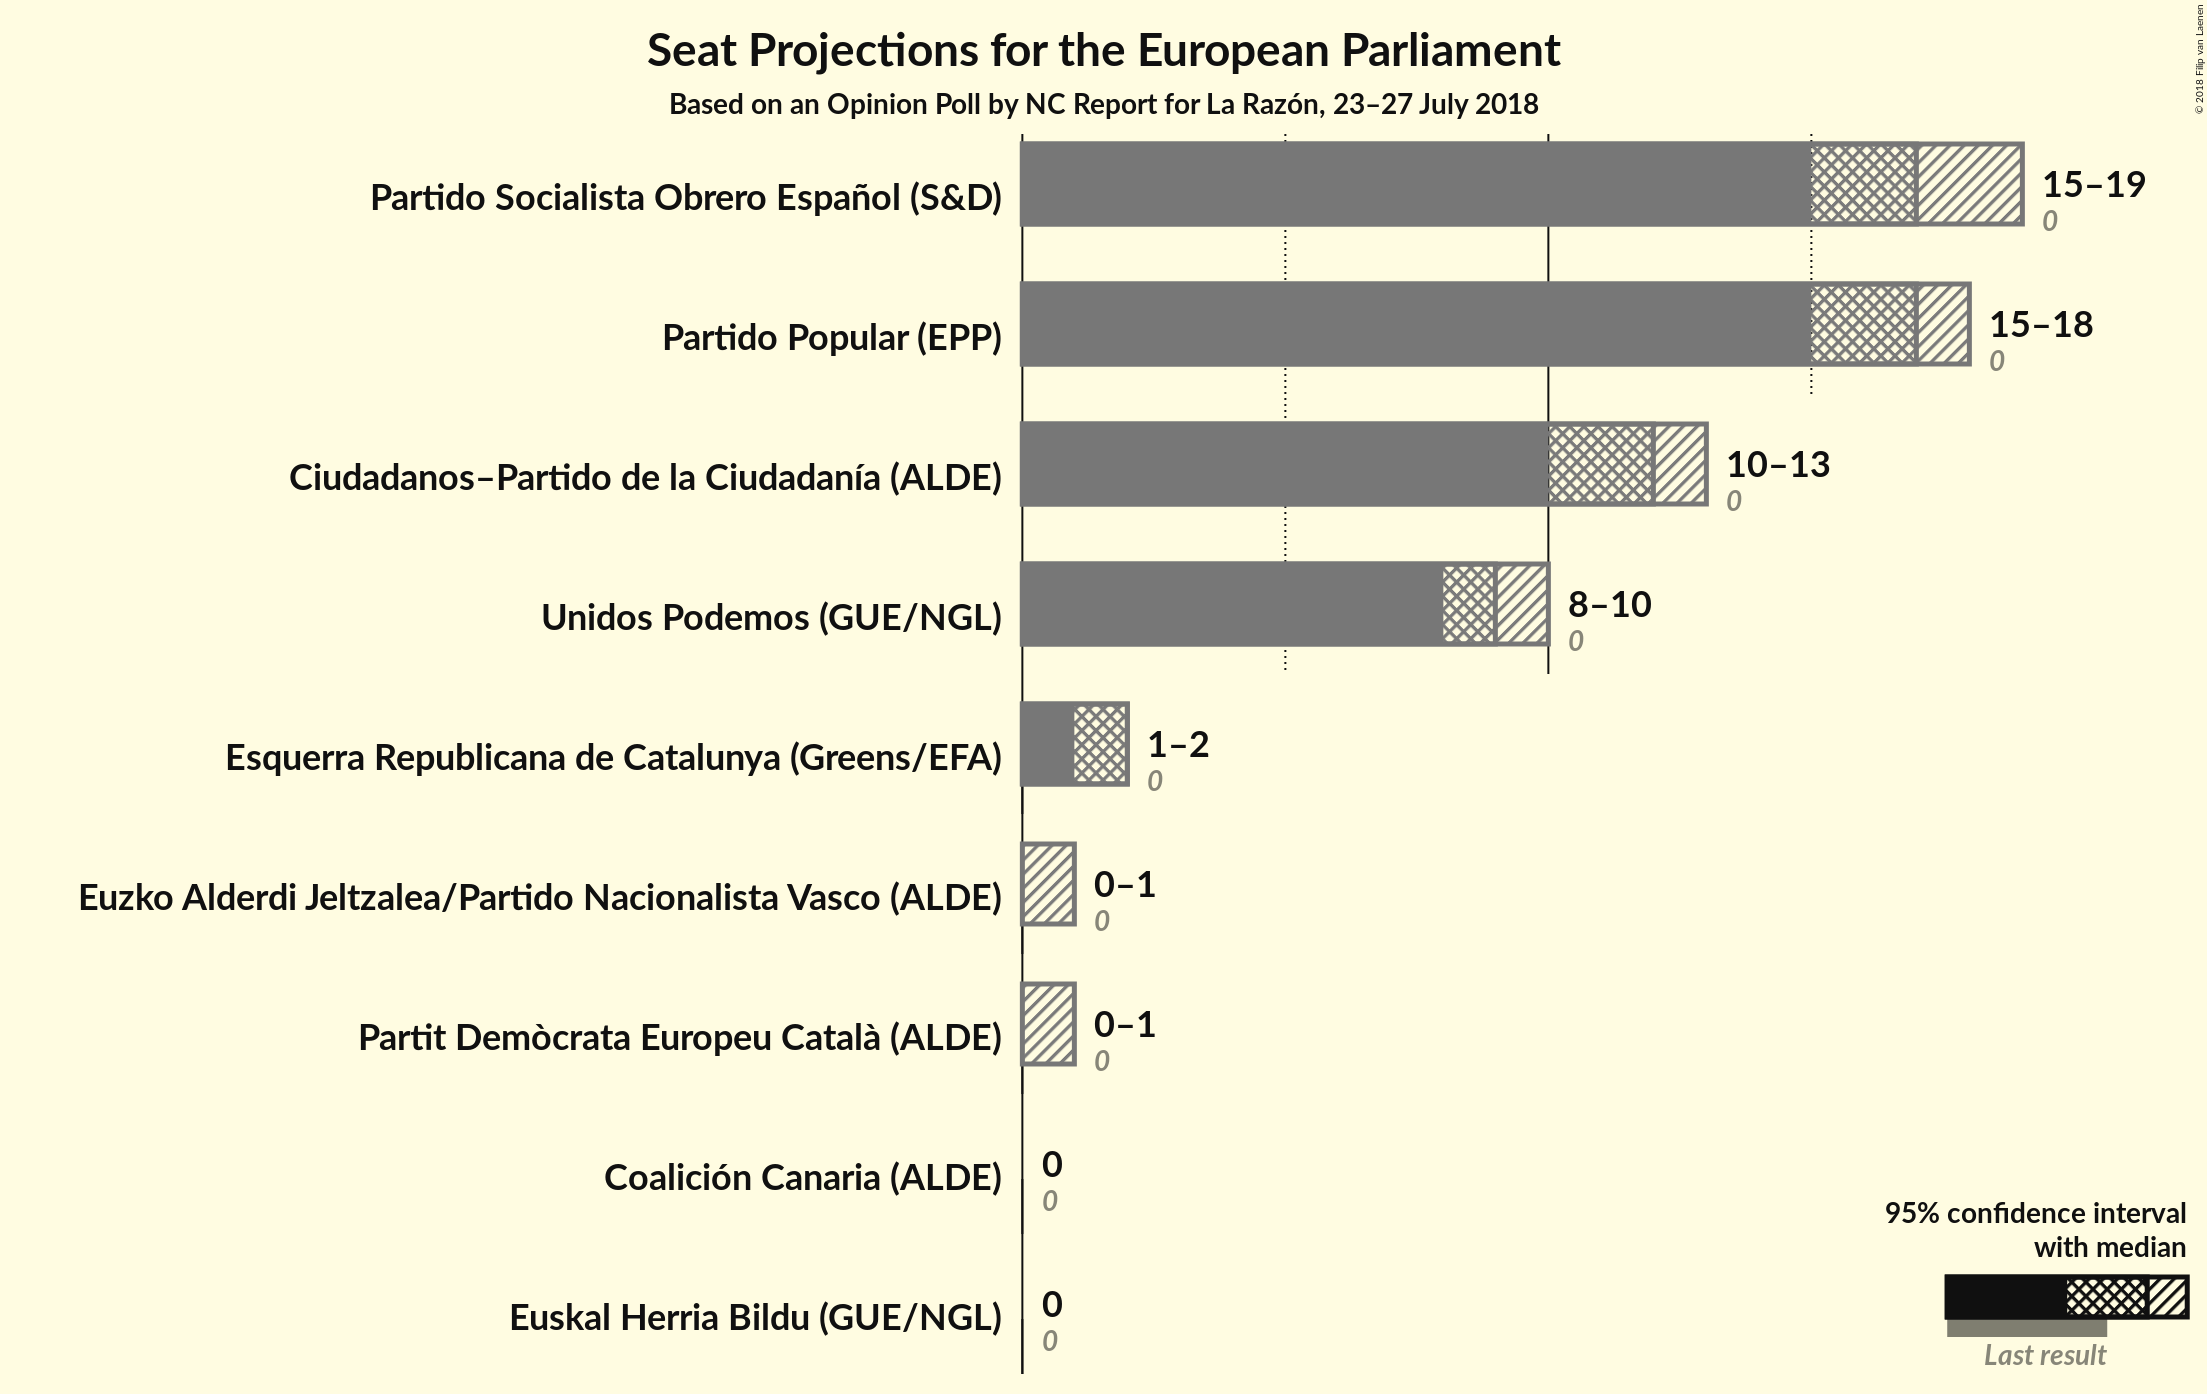 Seat Projections for the European Parliament
Based on an Opinion Poll by NC Report for La Razón, 23–27 July 2018
© 2018 Filip van Laenen
Partido Socialista Obrero Español (S&D)
15–19
0
Partido Popular (EPP)
15–18
0
Ciudadanos–Partido de la Ciudadanía (ALDE)
10–13
0
Unidos Podemos (GUE/NGL)
8–10
0
Esquerra Republicana de Catalunya (Greens/EFA)
1–2
0
Euzko Alderdi Jeltzalea/Partido Nacionalista Vasco (ALDE)
0–1
0
Partit Demòcrata Europeu Català (ALDE)
0–1
0
Coalición Canaria (ALDE)
0
0
Euskal Herria Bildu (GUE/NGL)
0
0
95% confidence interval
with median
Last result